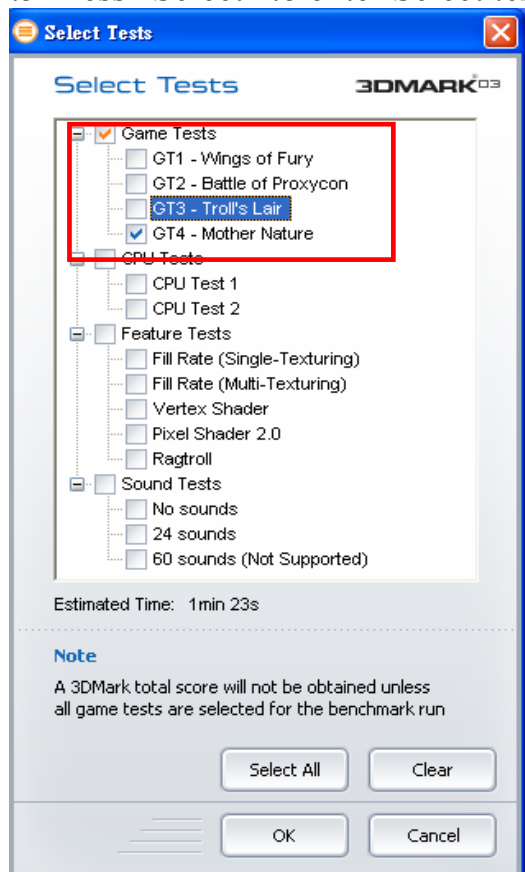 Select Tests
Select Tests 3DMARK03
Game Tests
GT1 - Wings of Fury
GT2 - Battle of Proxycon
GT3 - Troll's Lair
GT4 - Mother Nature
CPU Tests
CPU Test 1
CPU Test 2
Feature Tests
Fill Rate (Single-Texturing)
Fill Rate (Multi-Texturing)
Vertex Shader
Pixel Shader 2.0
Ragtroll
Sound Tests
No sounds
24 sounds
60 sounds (Not Supported)
Estimated Time: 1min 23s
Note
A 3DMark total score will not be obtained unless
all game tests are selected for the benchmark run
Select All Clear
OK Cancel